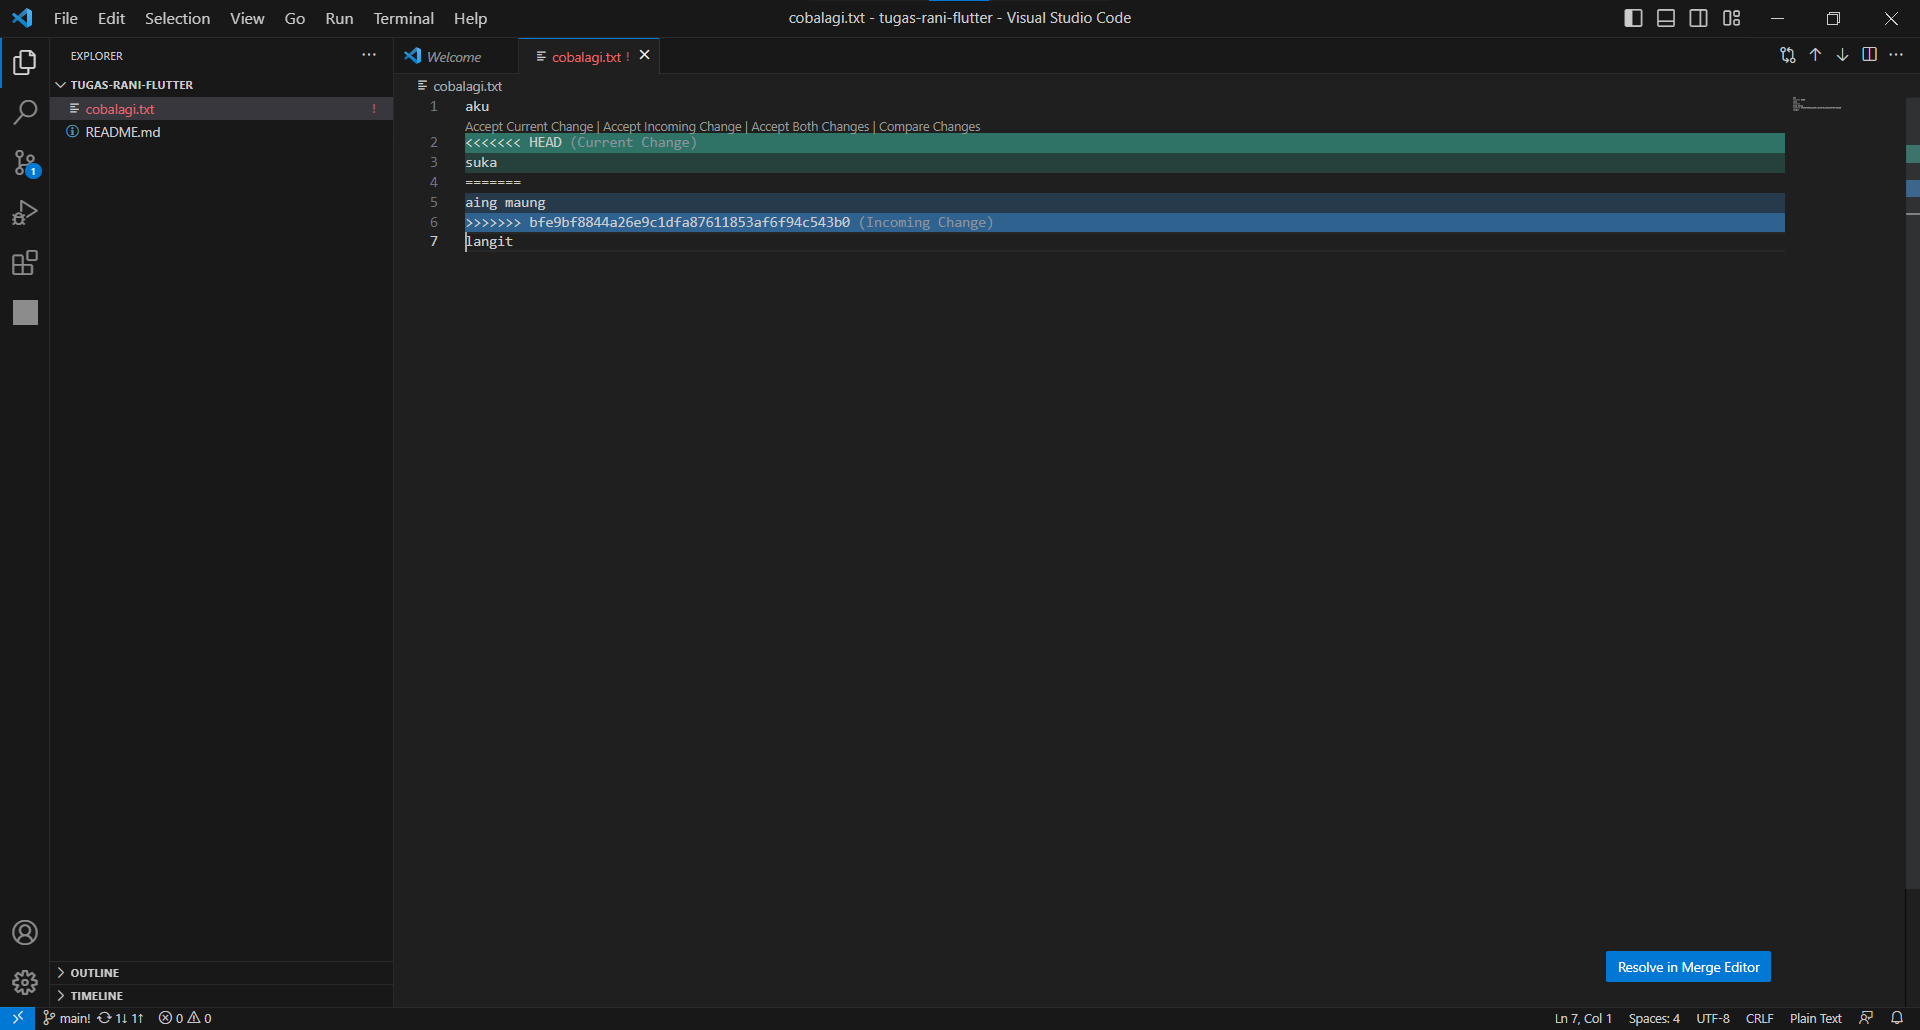 File Edit Selection View Go Run Terminal Help
cobalagi.txt - tugas-rani-flutter - Visual Studio Code
EXPLORER
TUGAS-RANI-FLUTTER
cobalagi.txt !
README.md
1
OUTLINE
TIMELINE
Welcome
cobalagi.txt !
cobalagi.txt
1 aku
Accept Current Change | Accept Incoming Change | Accept Both Changes | Compare Changes
2 <<<<<<< HEAD (Current Change)
3 suka
4 =======
5 aing maung
6 >>>>>>> bfe9bf8844a26e9c1dfa87611853af6f94c543b0 (Incoming Change)
7 langit
Resolve in Merge Editor
main! 1↓ 1↑ 0 0
Ln 7, Col 1 Spaces: 4 UTF-8 CRLF Plain Text